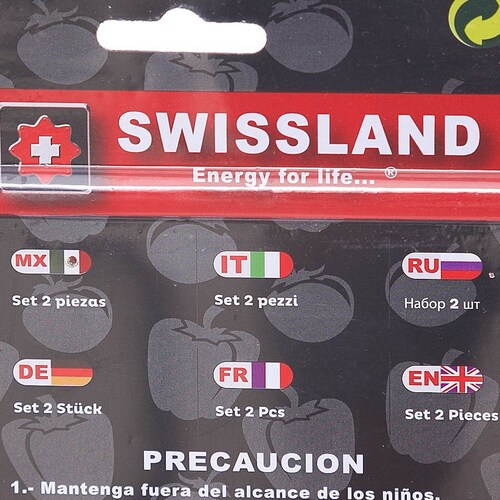 SWISSLAND
Energy for life... ®
MX IT RU
Set 2 piezas Set 2 pezzi Набор 2 шт
DE FR EN
Set 2 Stück Set 2 Pcs Set 2 Pieces
PRECAUCION
1.- Mantenga fuera del alcance de los niños.